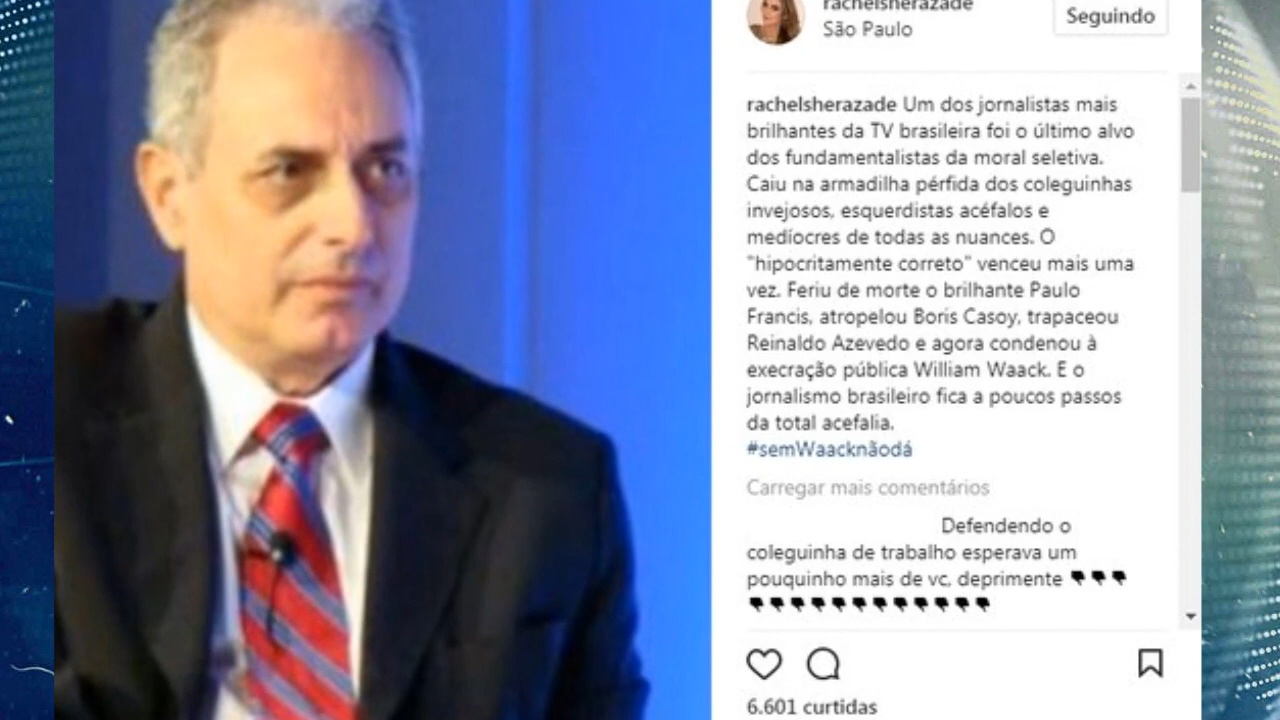 rachelsherazade
São Paulo
Seguindo
rachelsherazade Um dos jornalistas mais
brilhantes da TV brasileira foi o último alvo
dos fundamentalistas da moral seletiva.
Caiu na armadilha pérfida dos coleguinhas
invejosos, esquerdistas acéfalos e
medíocres de todas as nuances. O
"hipocritamente correto" venceu mais uma
vez. Feriu de morte o brilhante Paulo
Francis, atropelou Boris Casoy, trapaceou
Reinaldo Azevedo e agora condenou à
execração pública William Waack. E o
jornalismo brasileiro fica a poucos passos
da total acefalia.
#semWaacknãodá
Carregar mais comentários
Defendendo o
coleguinha de trabalho esperava um
pouquinho mais de vc, deprimente 👎👎👎
👎👎👎👎👎👎👎👎👎👎👎👎
6.601 curtidas